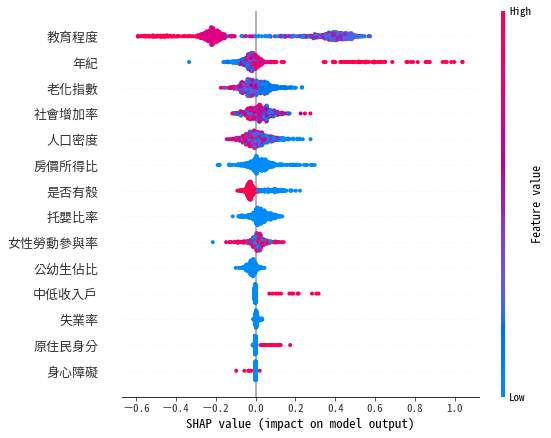 High
教育程度
年紀
老化指數
社會增加率
人口密度
房價所得比
是否有殼
托嬰比率
女性勞動參與率
公幼生佔比
中低收入戶
失業率
原住民身分
身心障礙
Feature value
Low
−0.6 −0.4 −0.2 0.0 0.2 0.4 0.6 0.8 1.0
SHAP value (impact on model output)